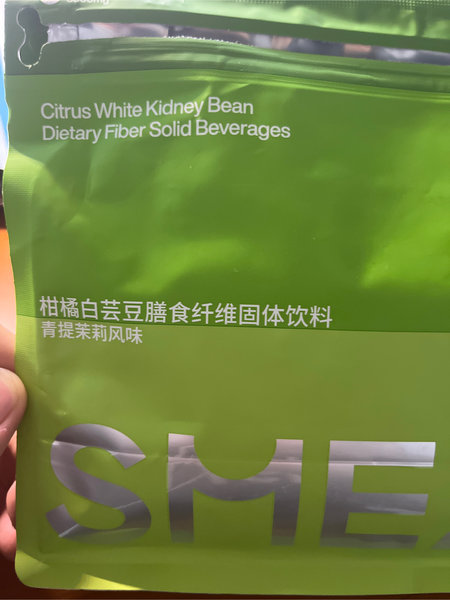 Citrus White Kidney Bean
Dietary Fiber Solid Beverages
柑橘白芸豆膳食纤维固体饮料
青提茉莉风味